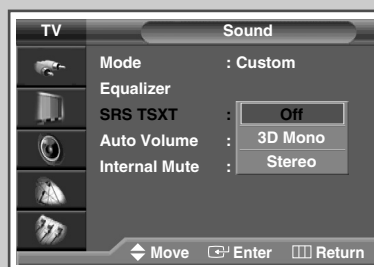 TV Sound
Mode : Custom
Equalizer
SRS TSXT : Off
Auto Volume : 3D Mono
Internal Mute : Stereo
Move Enter Return